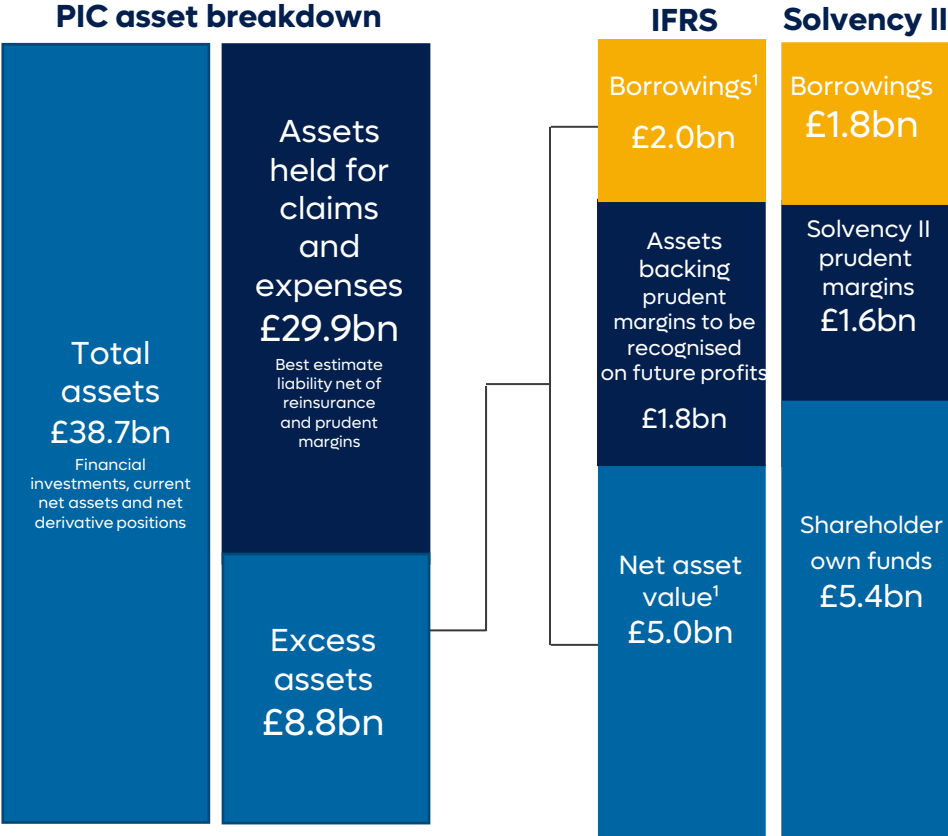 PIC asset breakdown
Total
assets
£38.7bn
Financial
investments, current
net assets and net
derivative positions
Assets
held for
claims
and
expenses
£29.9bn
Best estimate
liability net of
reinsurance
and prudent
margins
Excess
assets
£8.8bn
IFRS
Borrowings¹
£2.0bn
Assets
backing
prudent
margins to be
recognised
on future profits
£1.8bn
Net asset
value¹
£5.0bn
Solvency II
Borrowings
£1.8bn
Solvency II
prudent
margins
£1.6bn
Shareholder
own funds
£5.4bn